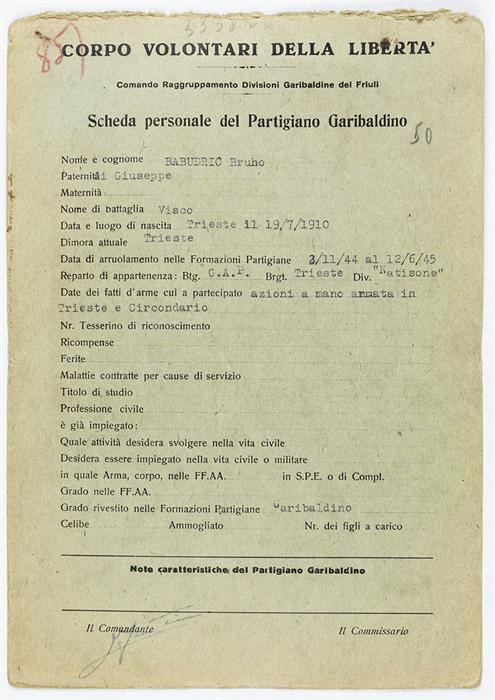 5558
857
CORPO VOLONTARI DELLA LIBERTA'
Comando Raggruppamento Divisioni Garibaldine del Friuli
Scheda personale del Partigiano Garibaldino
50
Nome e cognome BABUDRIC Bruno
Paternità di Giuseppe
Maternità
Nome di battaglia Visco
Data e luogo di nascita Trieste il 19/7/1910
Dimora attuale Trieste
Data di arruolamento nelle Formazioni Partigiane 3/11/44 al 12/6/45
Reparto di appartenenza: Btg. C.A.P. Brgt. Trieste Div. "Natisone"
Date dei fatti d'arme cui a partecipato azioni a mano armata in
Trieste e Circondario
Nr. Tesserino di riconoscimento
Ricompense
Ferite
Malattie contratte per cause di servizio
Titolo di studio
Professione civile
è già impiegato:
Quale attività desidera svolgere nella vita civile
Desidera essere impiegato nella vita civile o militare
in quale Arma, corpo, nelle FF.AA. in S.P.E. o di Compl.
Grado nelle FF.AA.
Grado rivestito nelle Formazioni Partigiane Garibaldino
Celibe Ammogliato Nr. dei figli a carico
Note caratteristiche del Partigiano Garibaldino
Il Comandante Il Commissario